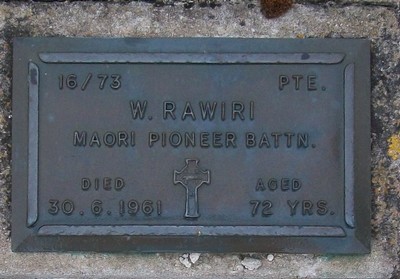 16/73 PTE.
W. RAWIRI
MAORI PIONEER BATTN.
DIED AGED
30.6.1961 72 YRS.